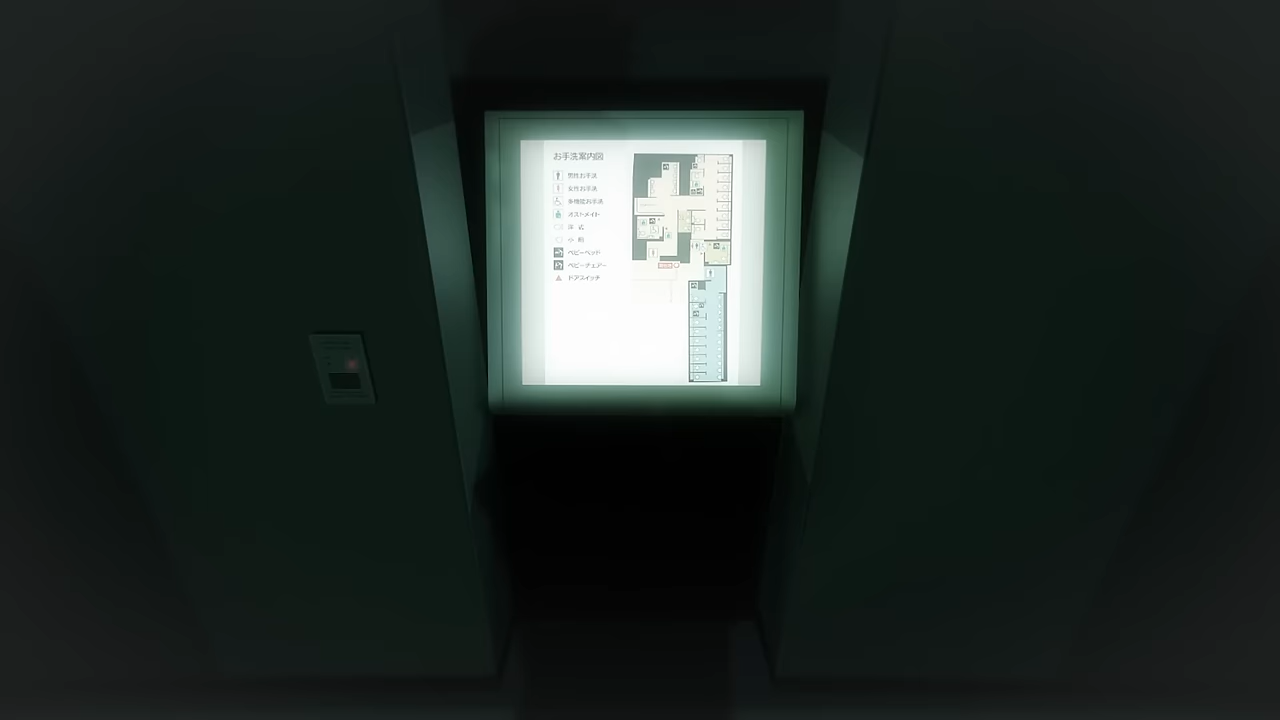 お手洗案内図
男性お手洗
女性お手洗
多機能お手洗
オストメイト
洋 式
小 船
ベビーベッド
ベビーチェアー
ドアスイッチ